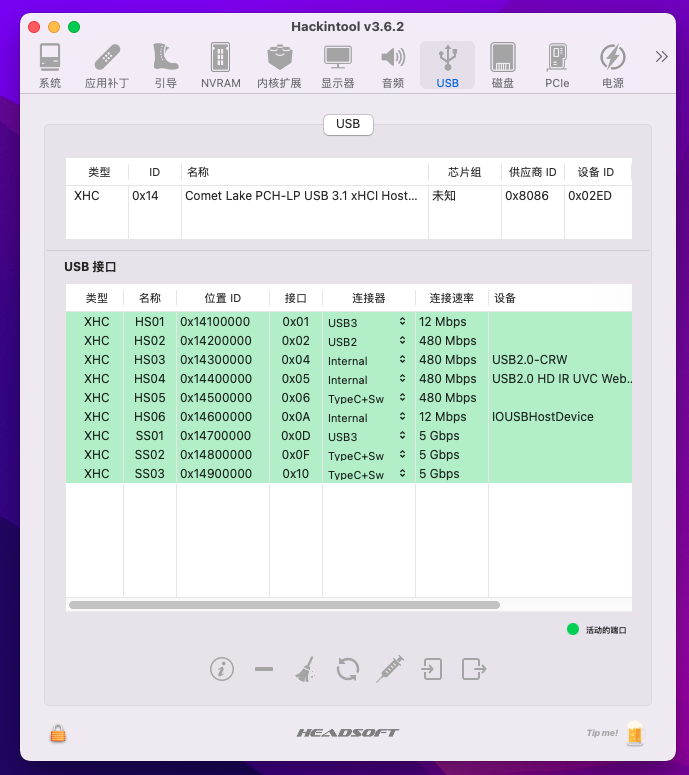 Hackintool v3.6.2
系统 应用补丁 引导 NVRAM 内核扩展 显示器 音频 USB 磁盘 PCIe 电源
USB
类型 ID 名称 芯片组 供应商 ID 设备 ID
XHC 0x14 Comet Lake PCH-LP USB 3.1 xHCI Host... 未知 0x8086 0x02ED
USB 接口
类型 名称 位置 ID 接口 连接器 连接速率 设备
XHC HS01 0x14100000 0x01 USB3 12 Mbps
XHC HS02 0x14200000 0x02 USB2 480 Mbps
XHC HS03 0x14300000 0x04 Internal 480 Mbps USB2.0-CRW
XHC HS04 0x14400000 0x05 Internal 480 Mbps USB2.0 HD IR UVC Web...
XHC HS05 0x14500000 0x06 TypeC+Sw 480 Mbps
XHC HS06 0x14600000 0x0A Internal 12 Mbps IOUSBHostDevice
XHC SS01 0x14700000 0x0D USB3 5 Gbps
XHC SS02 0x14800000 0x0F TypeC+Sw 5 Gbps
XHC SS03 0x14900000 0x10 TypeC+Sw 5 Gbps
活动的端口
HEADSOFT
Tip me!